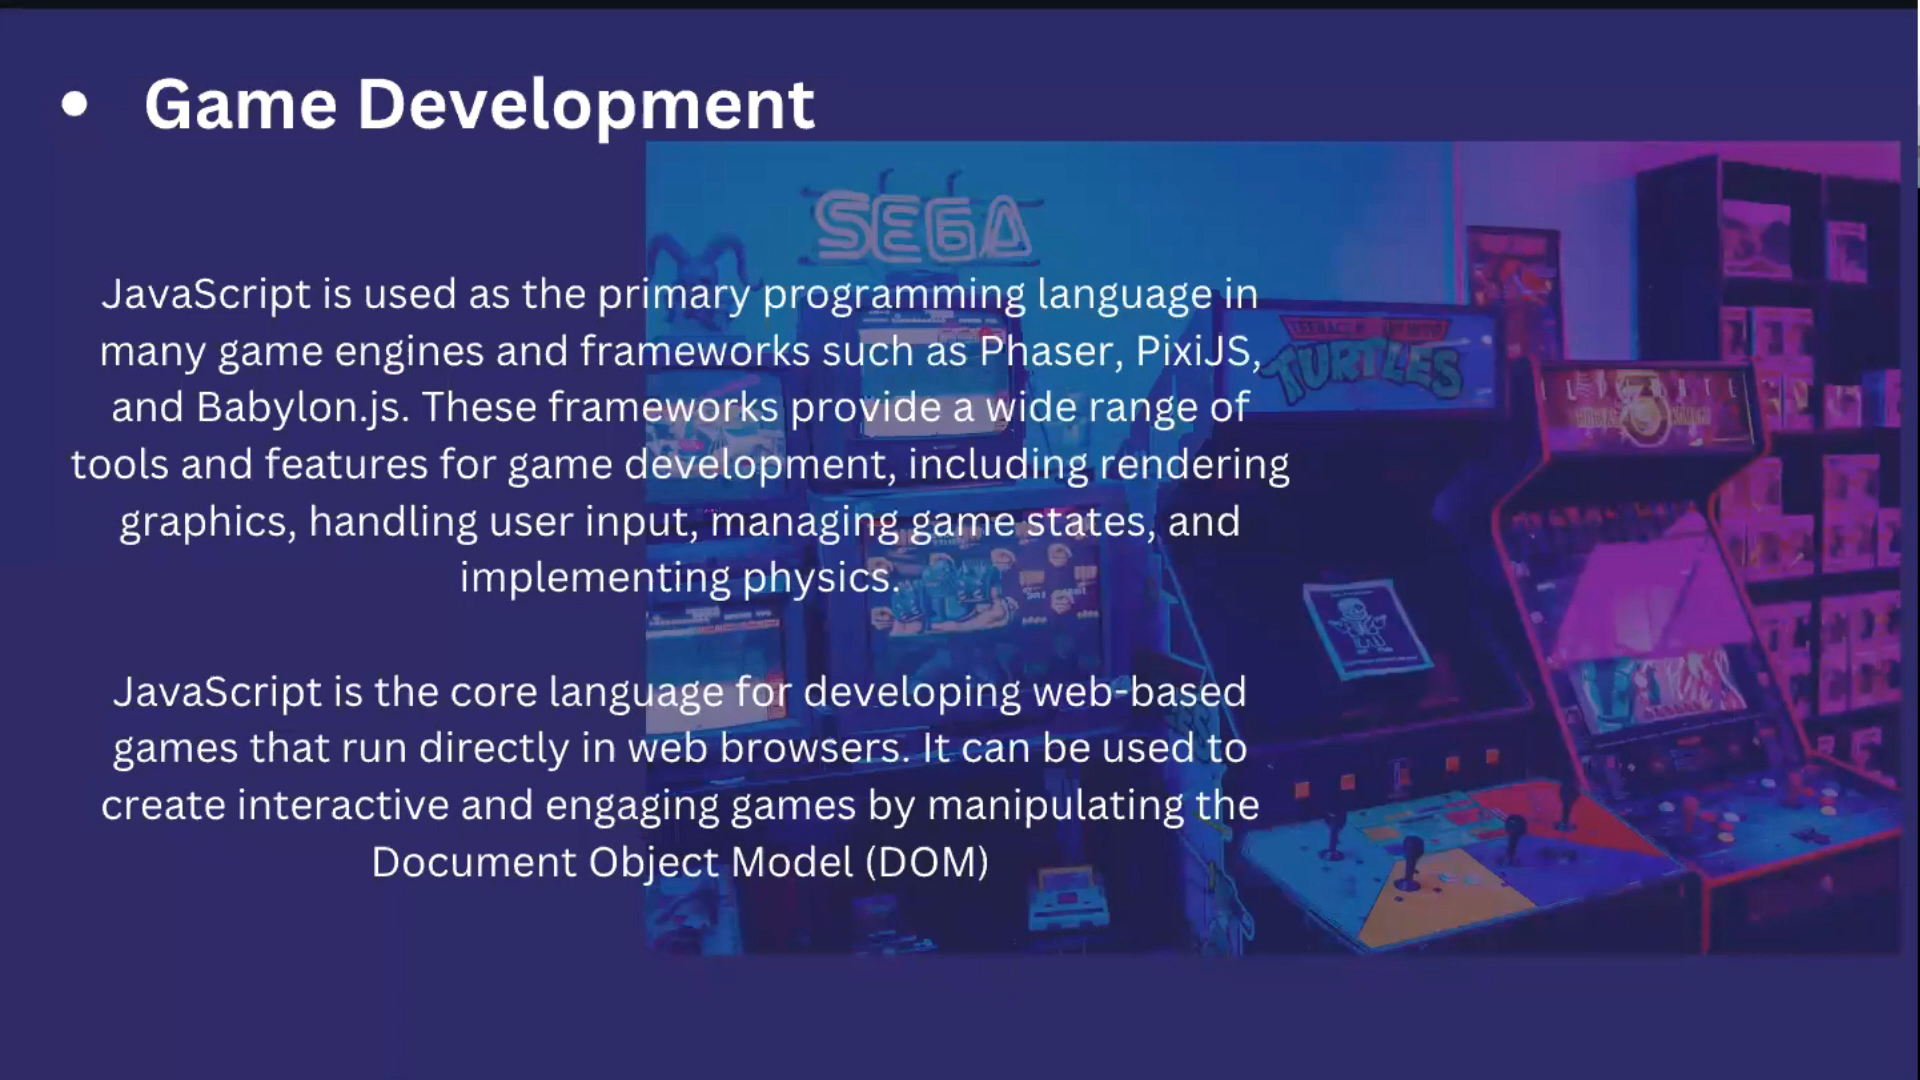 • Game Development
SEGA
JavaScript is used as the primary programming language in
many game engines and frameworks such as Phaser, PixiJS,
and Babylon.js. These frameworks provide a wide range of
tools and features for game development, including rendering
graphics, handling user input, managing game states, and
implementing physics.
TURTLES
JavaScript is the core language for developing web-based
games that run directly in web browsers. It can be used to
create interactive and engaging games by manipulating the
Document Object Model (DOM)